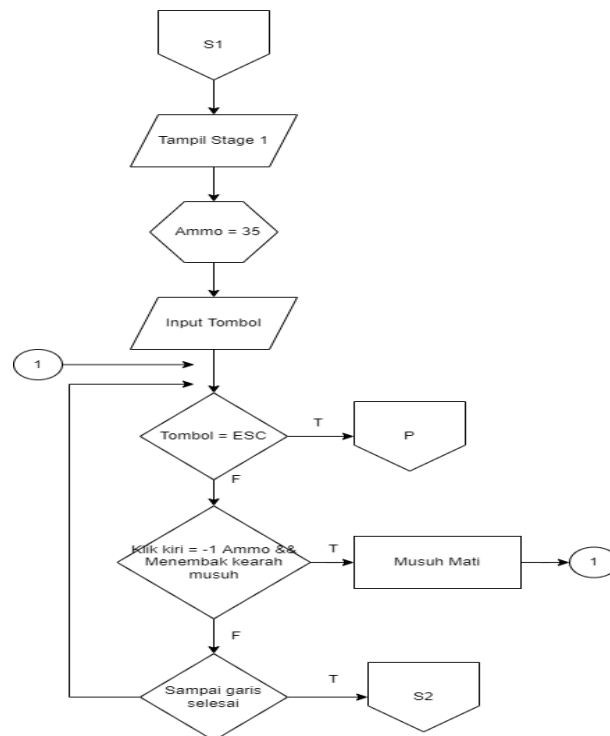 S1
Tampil Stage 1
Ammo = 35
Input Tombol
1
Tombol = ESC
T
P
F
Klik kiri = -1 Ammo &&
Menembak kearah
musuh
T
Musuh Mati
1
F
Sampai garis
selesai
T
S2